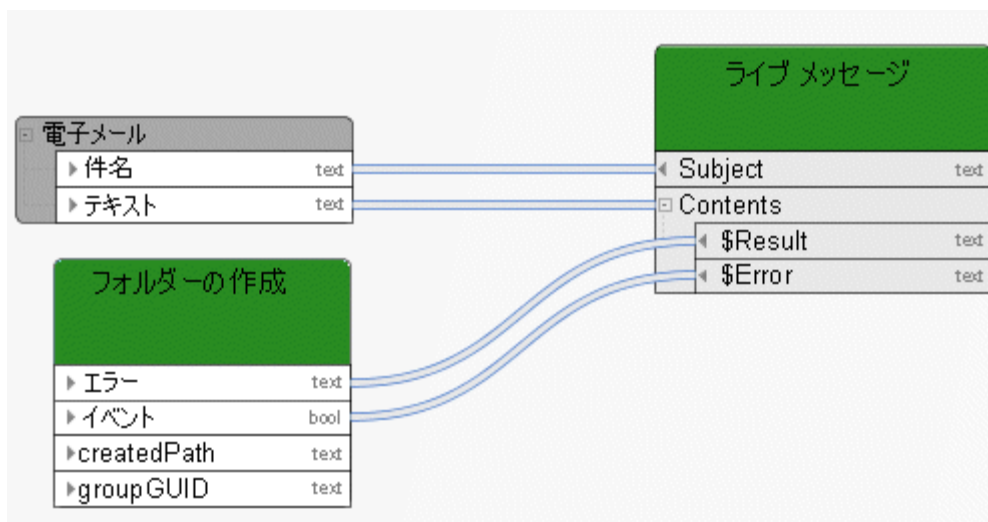 電子メール
件名 text
テキスト text
フォルダーの作成
エラー text
イベント bool
createdPath text
groupGUID text
ライブ メッセージ
Subject text
Contents
$Result text
$Error text